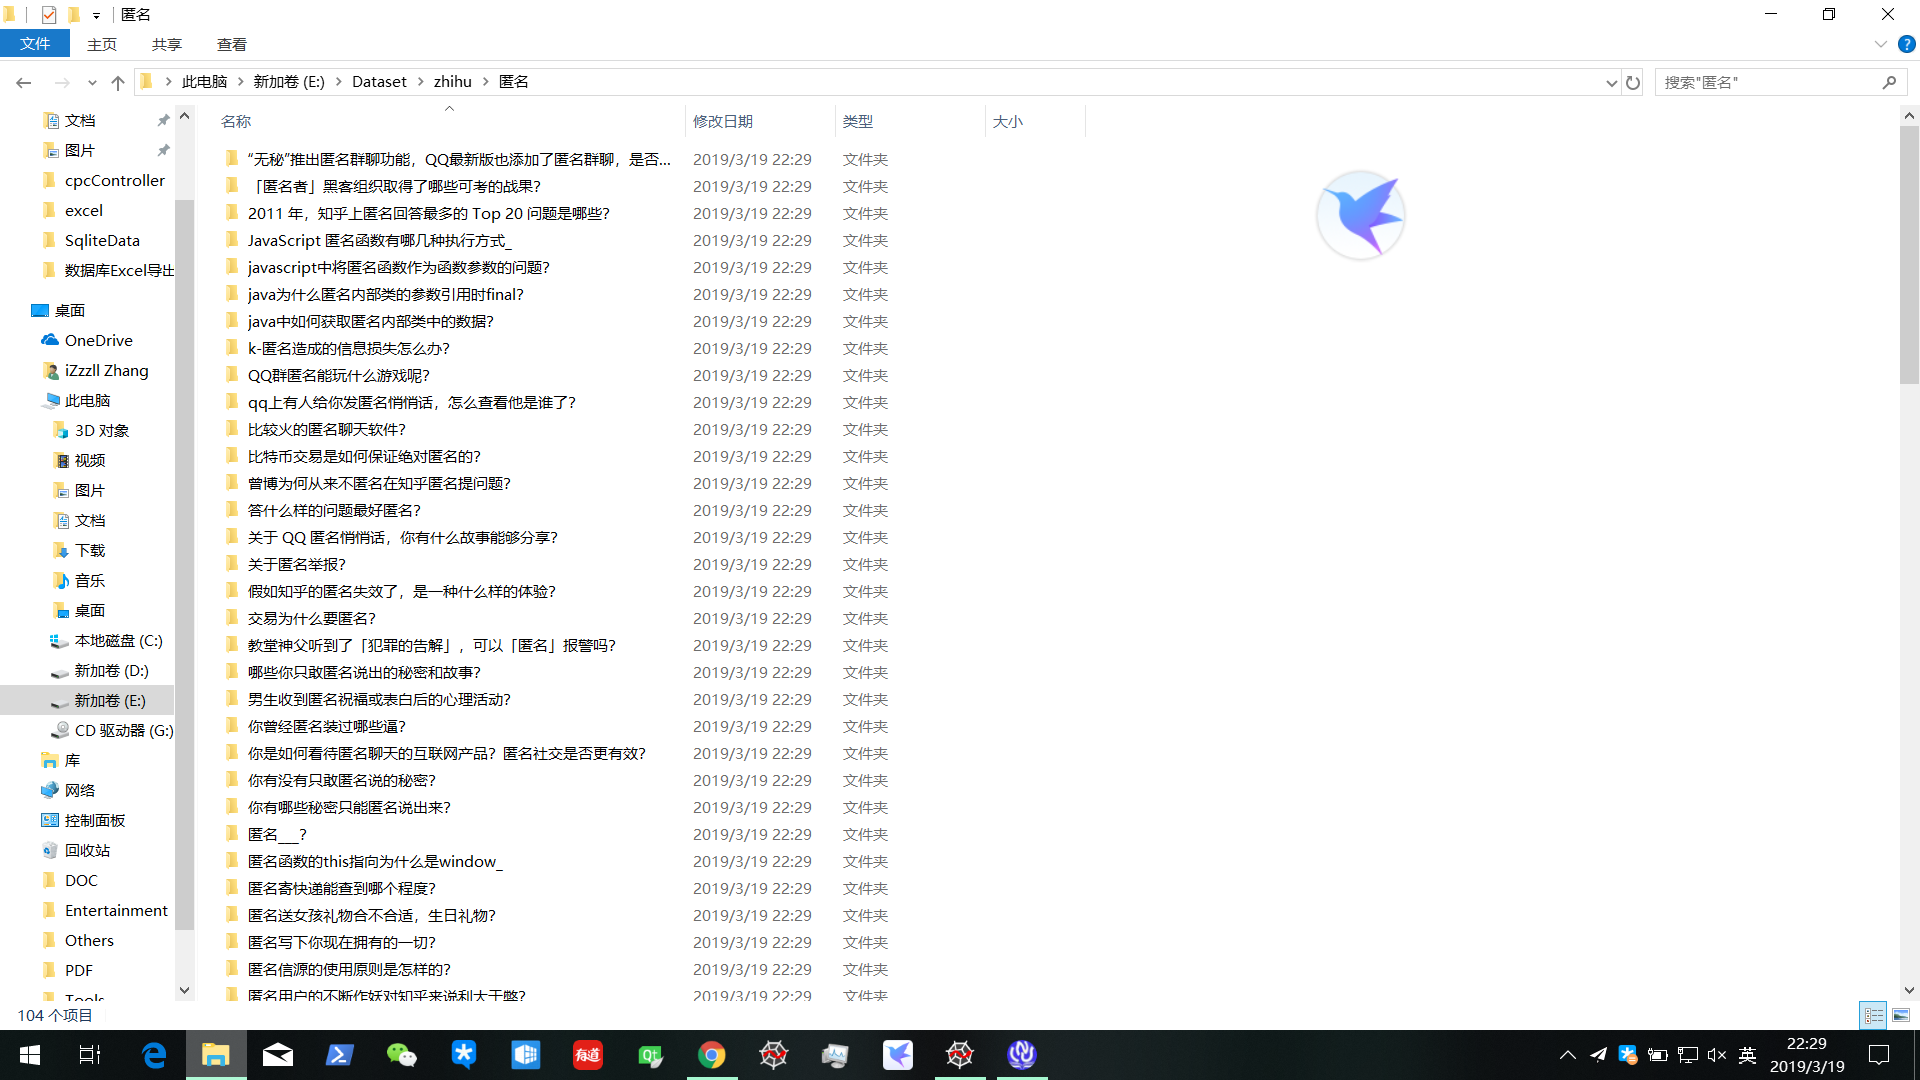 匿名
文件 主页 共享 查看
此电脑 新加卷 (E:) Dataset zhihu 匿名
搜索"匿名"
文档
图片
cpcController
excel
SqliteData
数据库Excel导出
桌面
OneDrive
iZzzll Zhang
此电脑
3D 对象
视频
图片
文档
下载
音乐
桌面
本地磁盘 (C:)
新加卷 (D:)
新加卷 (E:)
CD 驱动器 (G:)
库
网络
控制面板
回收站
DOC
Entertainment
Others
PDF
Tools
名称 修改日期 类型 大小
“无秘”推出匿名群聊功能，QQ最新版也添加了匿名群聊，是否... 2019/3/19 22:29 文件夹
「匿名者」黑客组织取得了哪些可考的战果？ 2019/3/19 22:29 文件夹
2011 年，知乎上匿名回答最多的 Top 20 问题是哪些？ 2019/3/19 22:29 文件夹
JavaScript 匿名函数有哪几种执行方式_ 2019/3/19 22:29 文件夹
javascript中将匿名函数作为函数参数的问题？ 2019/3/19 22:29 文件夹
java为什么匿名内部类的参数引用时final？ 2019/3/19 22:29 文件夹
java中如何获取匿名内部类中的数据？ 2019/3/19 22:29 文件夹
k-匿名造成的信息损失怎么办？ 2019/3/19 22:29 文件夹
QQ群匿名能玩什么游戏呢？ 2019/3/19 22:29 文件夹
qq上有人给你发匿名悄悄话，怎么查看他是谁了？ 2019/3/19 22:29 文件夹
比较火的匿名聊天软件？ 2019/3/19 22:29 文件夹
比特币交易是如何保证绝对匿名的？ 2019/3/19 22:29 文件夹
曾博为何从来不匿名在知乎匿名提问题？ 2019/3/19 22:29 文件夹
答什么样的问题最好匿名？ 2019/3/19 22:29 文件夹
关于 QQ 匿名悄悄话，你有什么故事能够分享？ 2019/3/19 22:29 文件夹
关于匿名举报？ 2019/3/19 22:29 文件夹
假如知乎的匿名失效了，是一种什么样的体验？ 2019/3/19 22:29 文件夹
交易为什么要匿名？ 2019/3/19 22:29 文件夹
教堂神父听到了「犯罪的告解」，可以「匿名」报警吗？ 2019/3/19 22:29 文件夹
哪些你只敢匿名说出的秘密和故事？ 2019/3/19 22:29 文件夹
男生收到匿名祝福或表白后的心理活动？ 2019/3/19 22:29 文件夹
你曾经匿名装过哪些逼？ 2019/3/19 22:29 文件夹
你是如何看待匿名聊天的互联网产品？匿名社交是否更有效？ 2019/3/19 22:29 文件夹
你有没有只敢匿名说的秘密？ 2019/3/19 22:29 文件夹
你有哪些秘密只能匿名说出来？ 2019/3/19 22:29 文件夹
匿名___？ 2019/3/19 22:29 文件夹
匿名函数的this指向为什么是window_ 2019/3/19 22:29 文件夹
匿名寄快递能查到哪个程度？ 2019/3/19 22:29 文件夹
匿名送女孩礼物合不合适，生日礼物？ 2019/3/19 22:29 文件夹
匿名写下你现在拥有的一切？ 2019/3/19 22:29 文件夹
匿名信源的使用原则是怎样的？ 2019/3/19 22:29 文件夹
匿名用户的不断作妖对知乎来说利大于弊？ 2019/3/19 22:29 文件夹
104 个项目
有道
Qt
英
22:29
2019/3/19